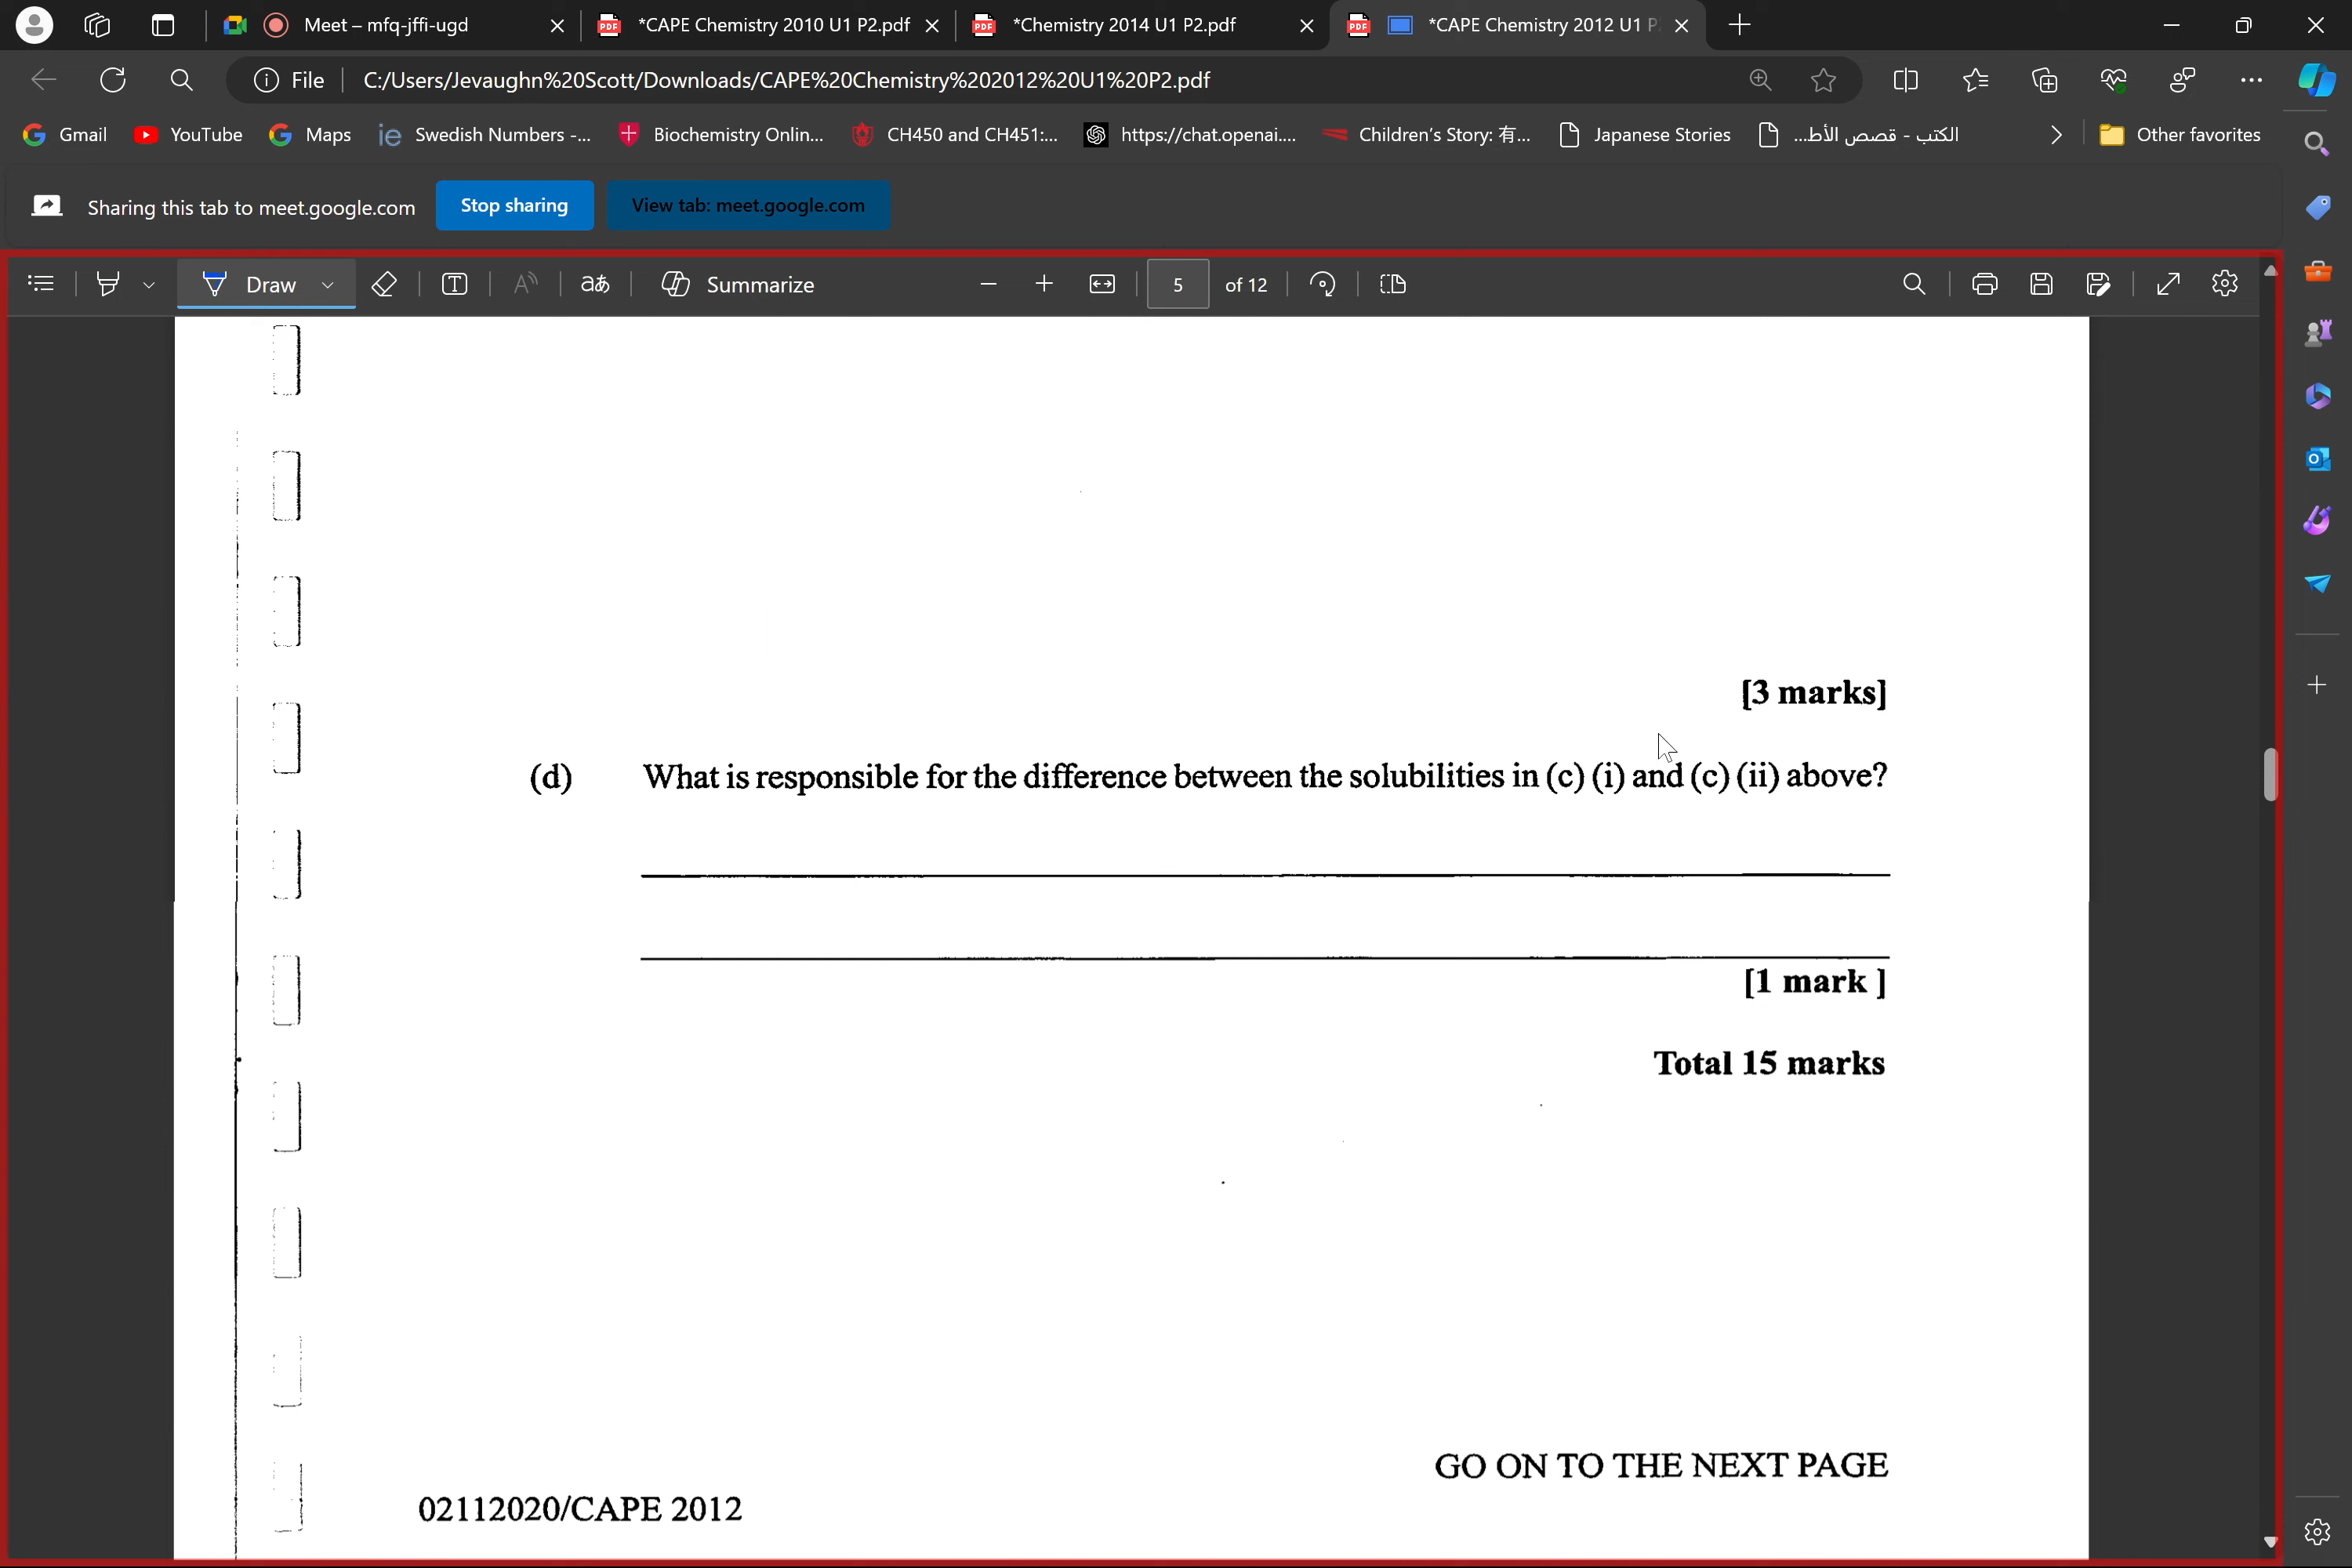 Meet – mfq-jffi-ugd
*CAPE Chemistry 2010 U1 P2.pdf
*Chemistry 2014 U1 P2.pdf
*CAPE Chemistry 2012 U1 P
File
C:/Users/Jevaughn%20Scott/Downloads/CAPE%20Chemistry%202012%20U1%20P2.pdf
Gmail
YouTube
Maps
Swedish Numbers -...
Biochemistry Onlin...
CH450 and CH451:...
https://chat.openai....
Children's Story: 有...
Japanese Stories
الكتب - قصص الأط...
Other favorites
Sharing this tab to meet.google.com
Stop sharing
View tab: meet.google.com
Draw
aあ
Summarize
5 of 12
[3 marks]
(d) What is responsible for the difference between the solubilities in (c) (i) and (c) (ii) above?
[1 mark ]
Total 15 marks
GO ON TO THE NEXT PAGE
02112020/CAPE 2012